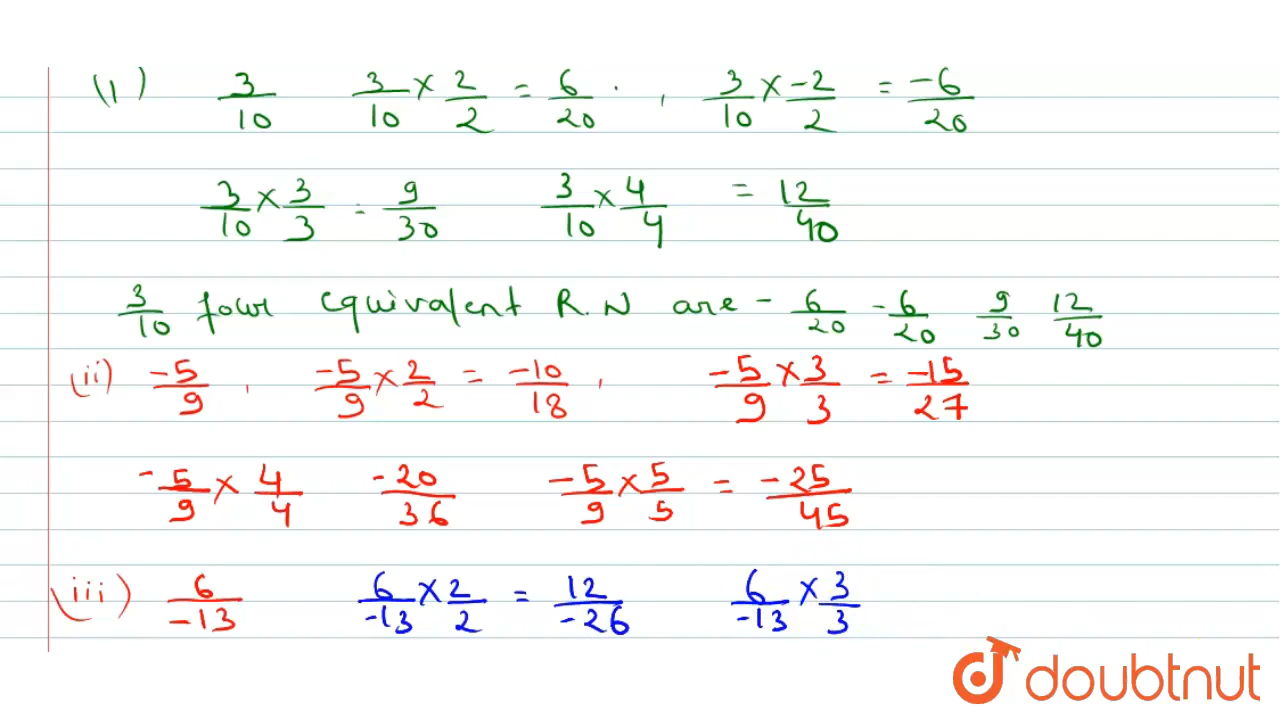 (1) 3/10 3/10 × 2/2 = 6/20 . , 3/10 × -2/2 = -6/20
3/10 × 3/3 = 9/30 3/10 × 4/4 = 12/40
3/10 four equivalent R.N are - 6/20 -6/20 9/30 12/40
(ii) -5/9 , -5/9 × 2/2 = -10/18 , -5/9 × 3/3 = -15/27
-5/9 × 4/4 -20/36 -5/9 × 5/5 = -25/45
(iii) 6/-13 6/-13 × 2/2 = 12/-26 6/-13 × 3/3
doubtnut